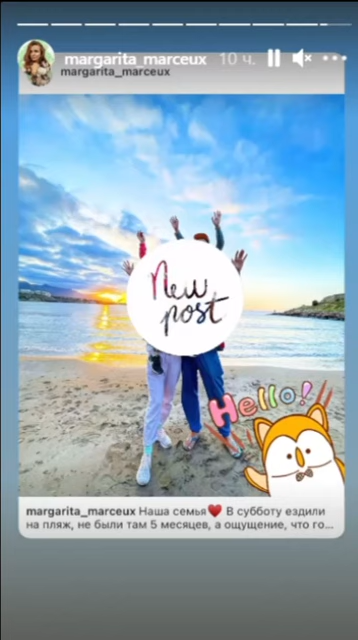 margarita_marceux 10 ч.
margarita_marceux
New
post
Hello!
margarita_marceux Наша семья❤️ В субботу ездили
на пляж, не были там 5 месяцев, а ощущение, что го...